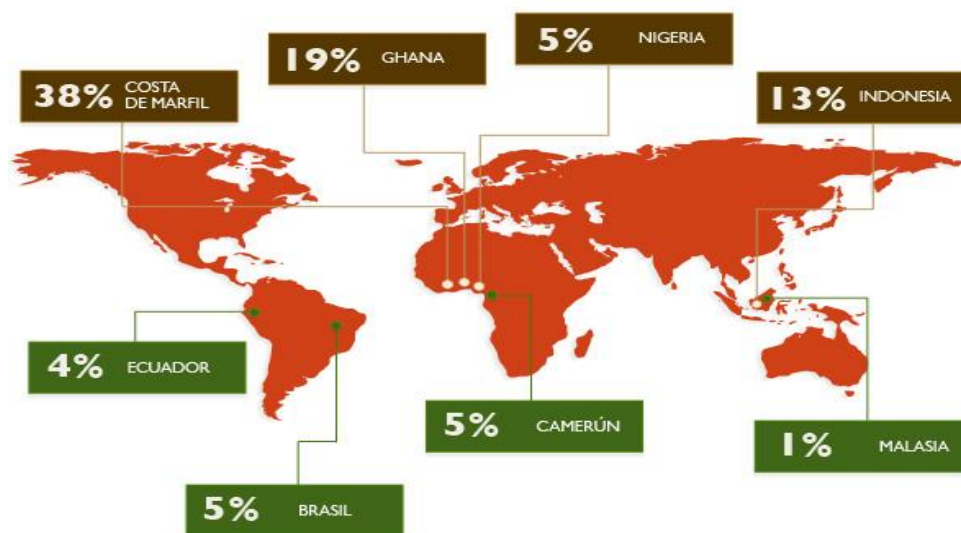 5% NIGERIA
19% GHANA
38% COSTA
DE MARFIL
13% INDONESIA
4% ECUADOR
5% CAMERÚN
1% MALASIA
5% BRASIL